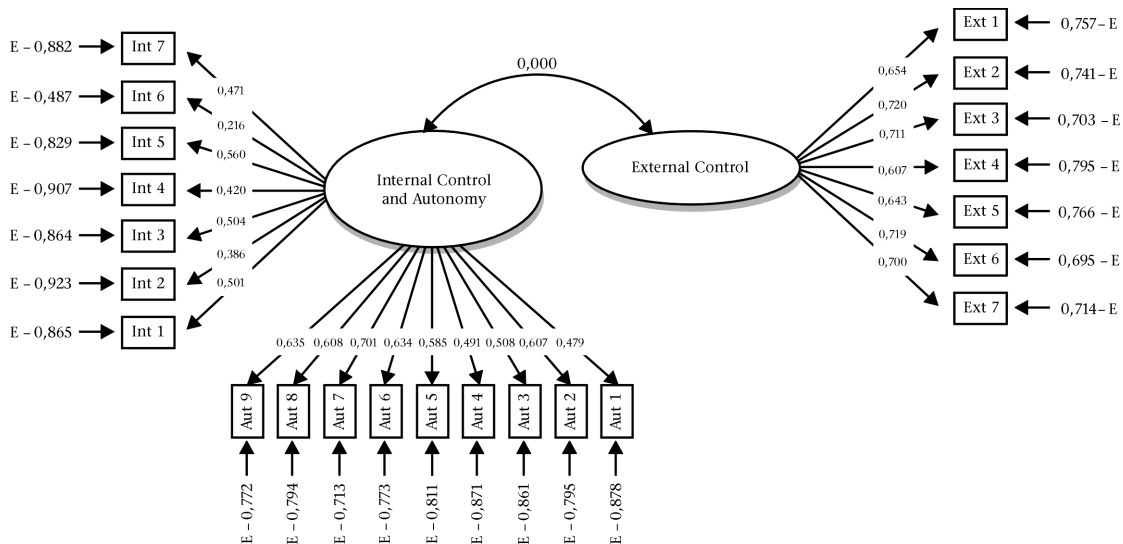 E – 0,882
Int 7
E – 0,487
Int 6
E – 0,829
Int 5
E – 0,907
Int 4
E – 0,864
Int 3
E – 0,923
Int 2
E – 0,865
Int 1
0,471
0,216
0,560
0,420
0,504
0,386
0,501
0,000
Internal Control
and Autonomy
External Control
0,654
0,720
0,711
0,607
0,643
0,719
0,700
Ext 1
0,757– E
Ext 2
0,741– E
Ext 3
0,703 – E
Ext 4
0,795 – E
Ext 5
0,766 – E
Ext 6
0,695 – E
Ext 7
0,714– E
0,635 0,608 0,701 0,634 0,585 0,491 0,508 0,607 0,479
Aut 9
Aut 8
Aut 7
Aut 6
Aut 5
Aut 4
Aut 3
Aut 2
Aut 1
E – 0,772
E – 0,794
E – 0,713
E – 0,773
E – 0,811
E – 0,871
E – 0,861
E – 0,795
E – 0,878